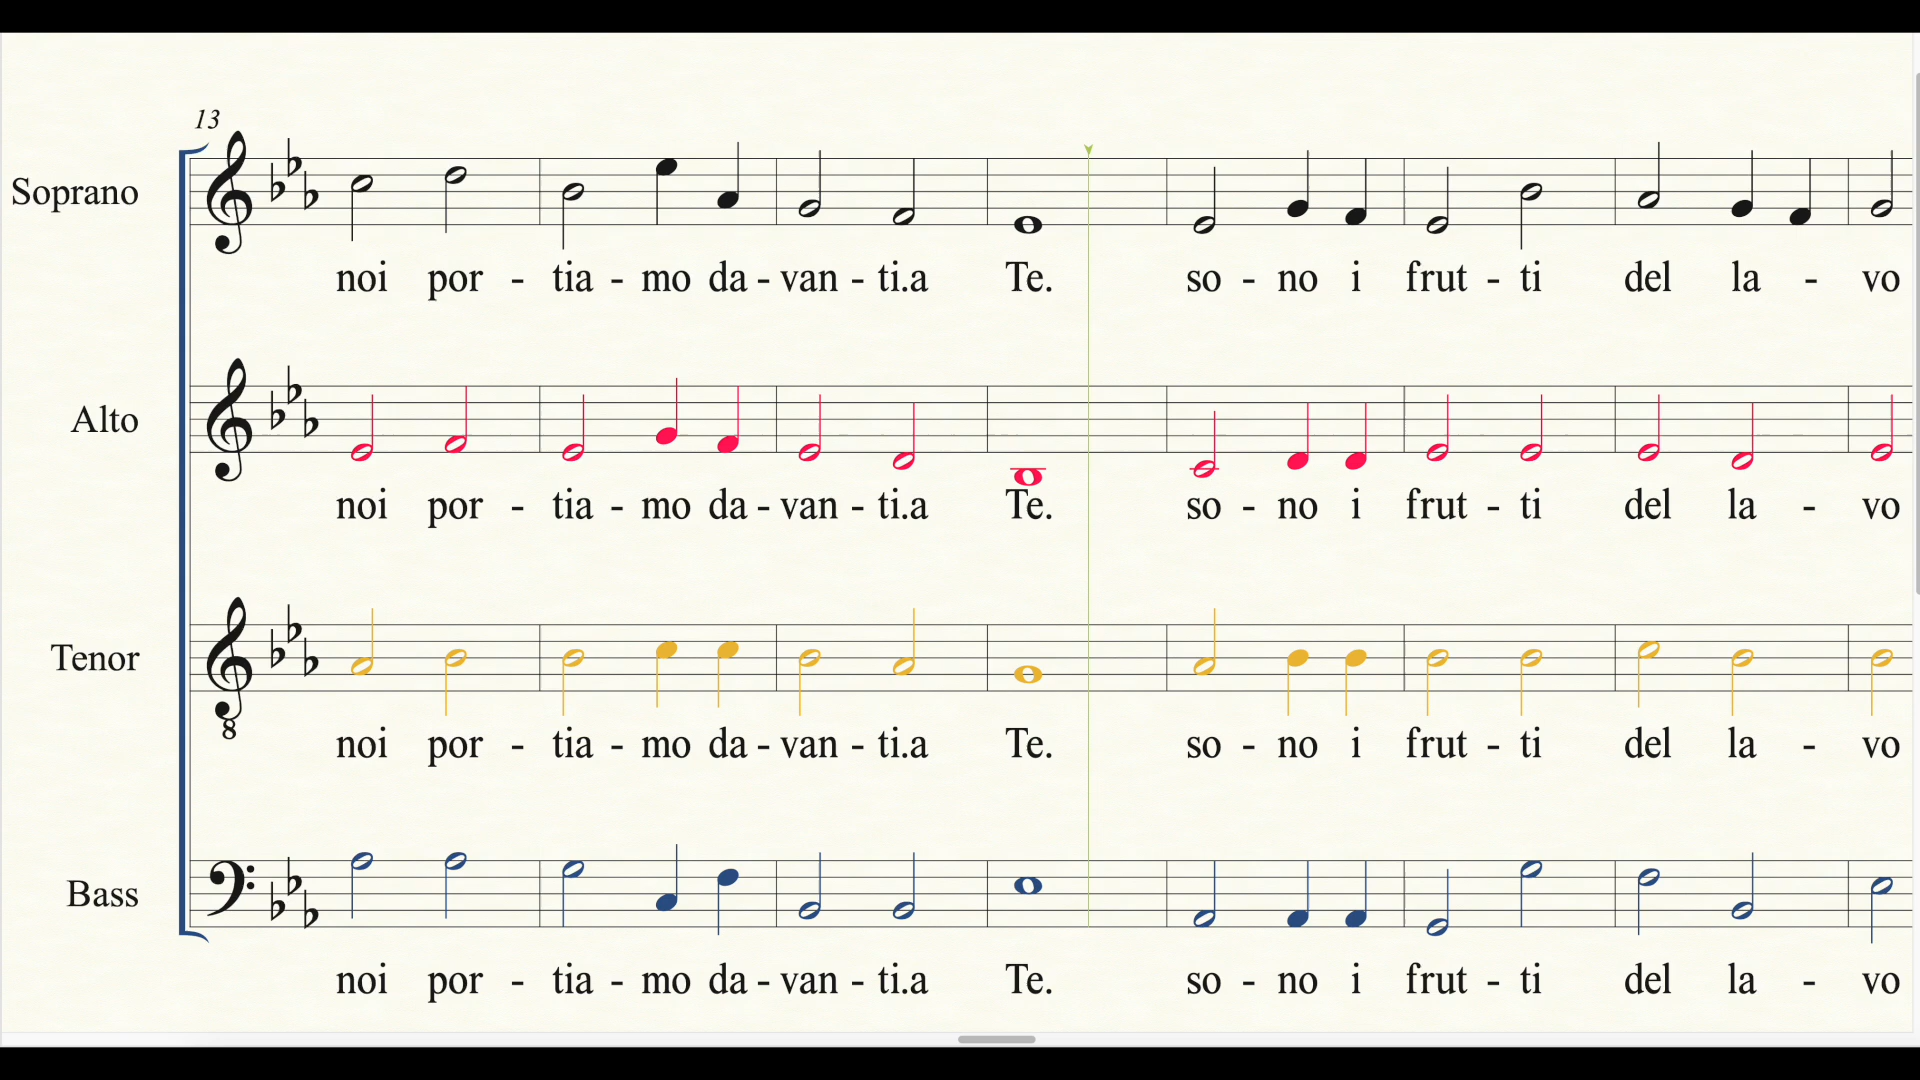 13
Soprano
noi por - tia - mo da - van - ti.a Te. so - no i frut - ti del la - vo
Alto
noi por - tia - mo da - van - ti.a Te. so - no i frut - ti del la - vo
Tenor
8
noi por - tia - mo da - van - ti.a Te. so - no i frut - ti del la - vo
Bass
noi por - tia - mo da - van - ti.a Te. so - no i frut - ti del la - vo